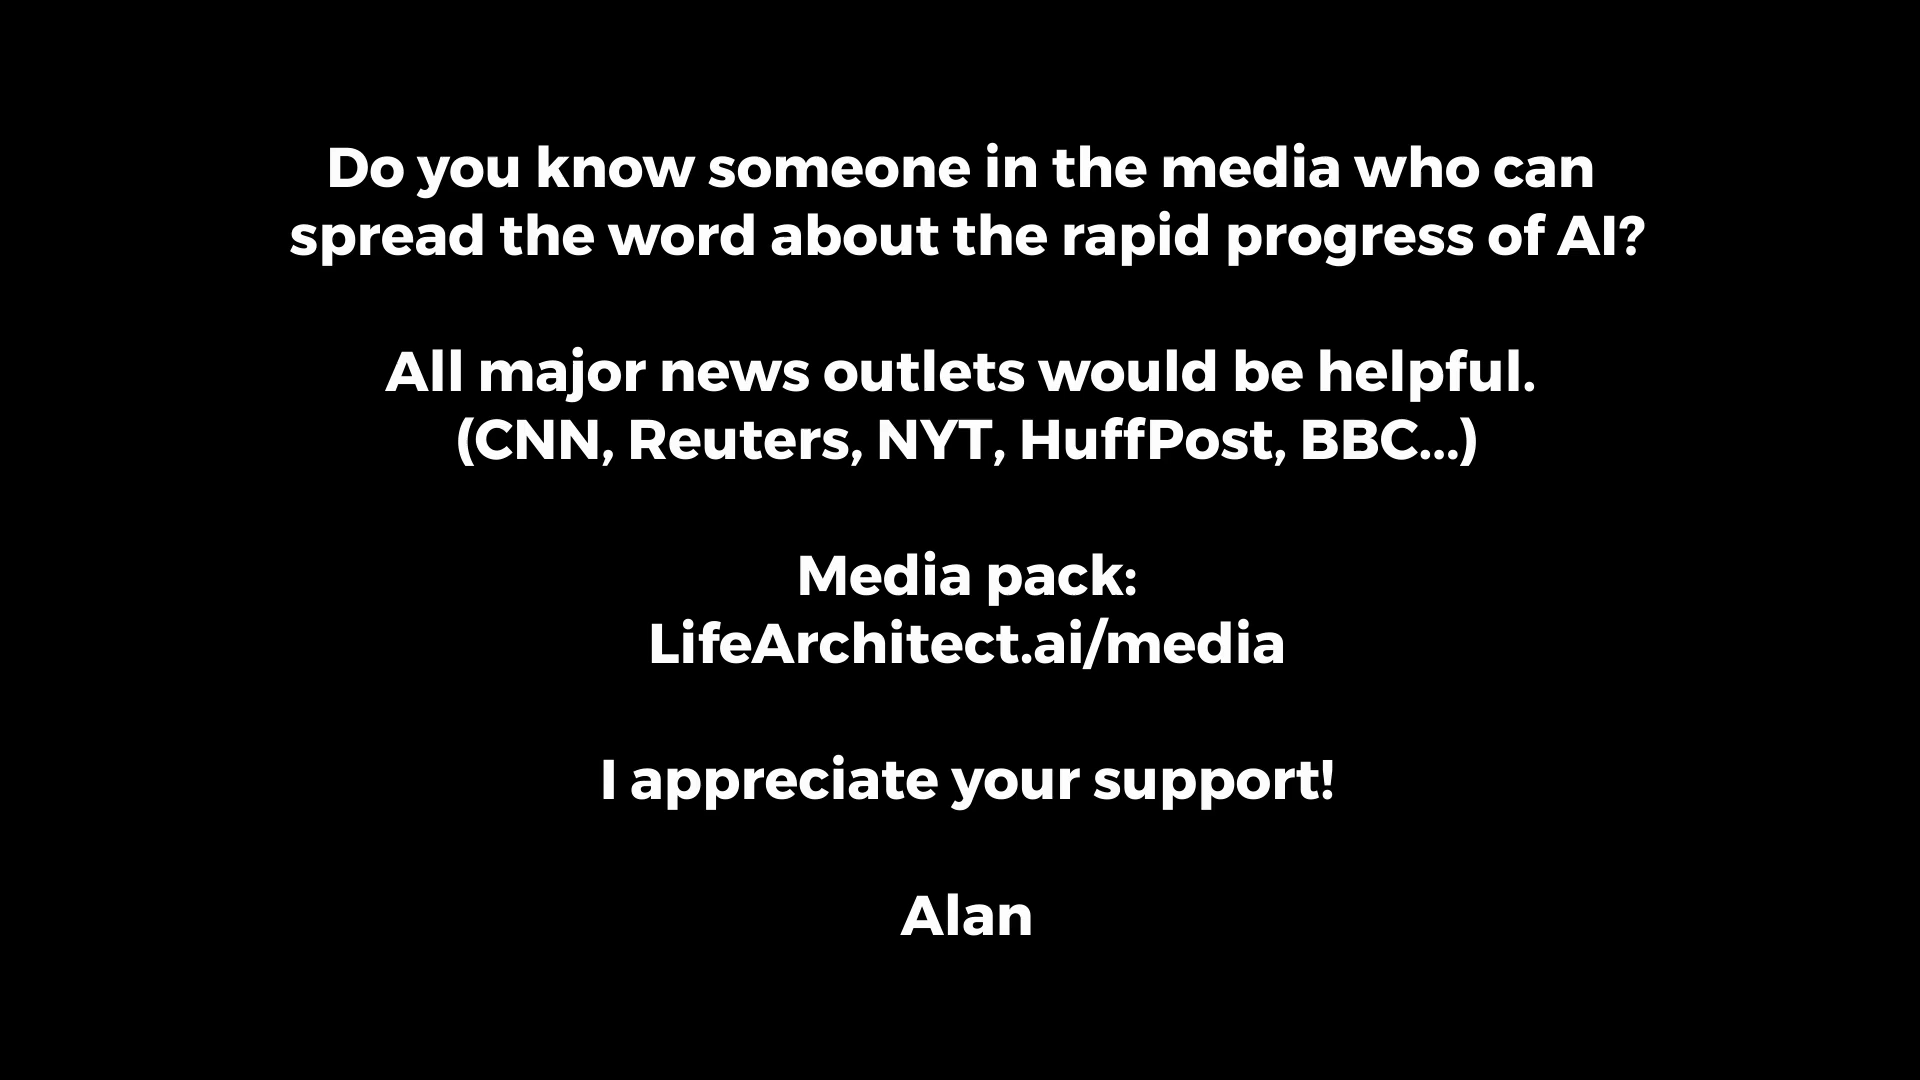 Do you know someone in the media who can
spread the word about the rapid progress of AI?
All major news outlets would be helpful.
(CNN, Reuters, NYT, HuffPost, BBC...)
Media pack:
LifeArchitect.ai/media
I appreciate your support!
Alan